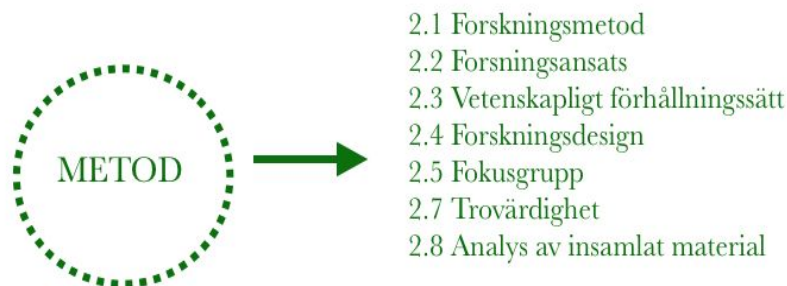 METOD
2.1 Forskningsmetod
2.2 Forsningsansats
2.3 Vetenskapligt förhållningssätt
2.4 Forskningsdesign
2.5 Fokusgrupp
2.7 Trovärdighet
2.8 Analys av insamlat material